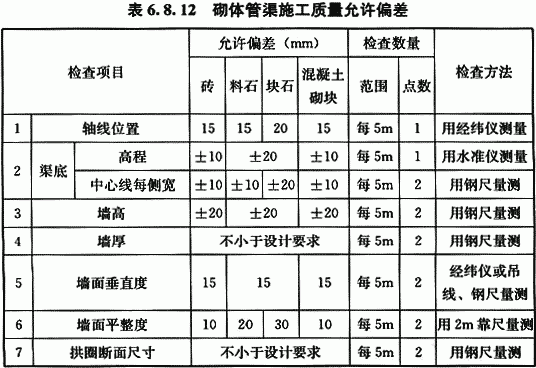 表 6.8.12 砌体管渠施工质量允许偏差
检查项目 允许偏差（mm） 检查数量 检查方法
砖 料石 块石 混凝土砌块 范围 点数
1 轴线位置 15 15 20 15 每 5m 1 用经纬仪测量
2 渠底 高程 ±10 ±20 ±10 每 5m 1 用水准仪测量
中心线每侧宽 ±10 ±10 ±20 ±10 每 5m 2 用钢尺量测
3 墙高 ±20 ±20 ±20 每 5m 2 用钢尺量测
4 墙厚 不小于设计要求 每 5m 2 用钢尺量测
5 墙面垂直度 15 15 15 每 5m 2 经纬仪或吊线、钢尺量测
6 墙面平整度 10 20 30 10 每 5m 2 用 2m 靠尺量测
7 拱圈断面尺寸 不小于设计要求 每 5m 2 用钢尺量测